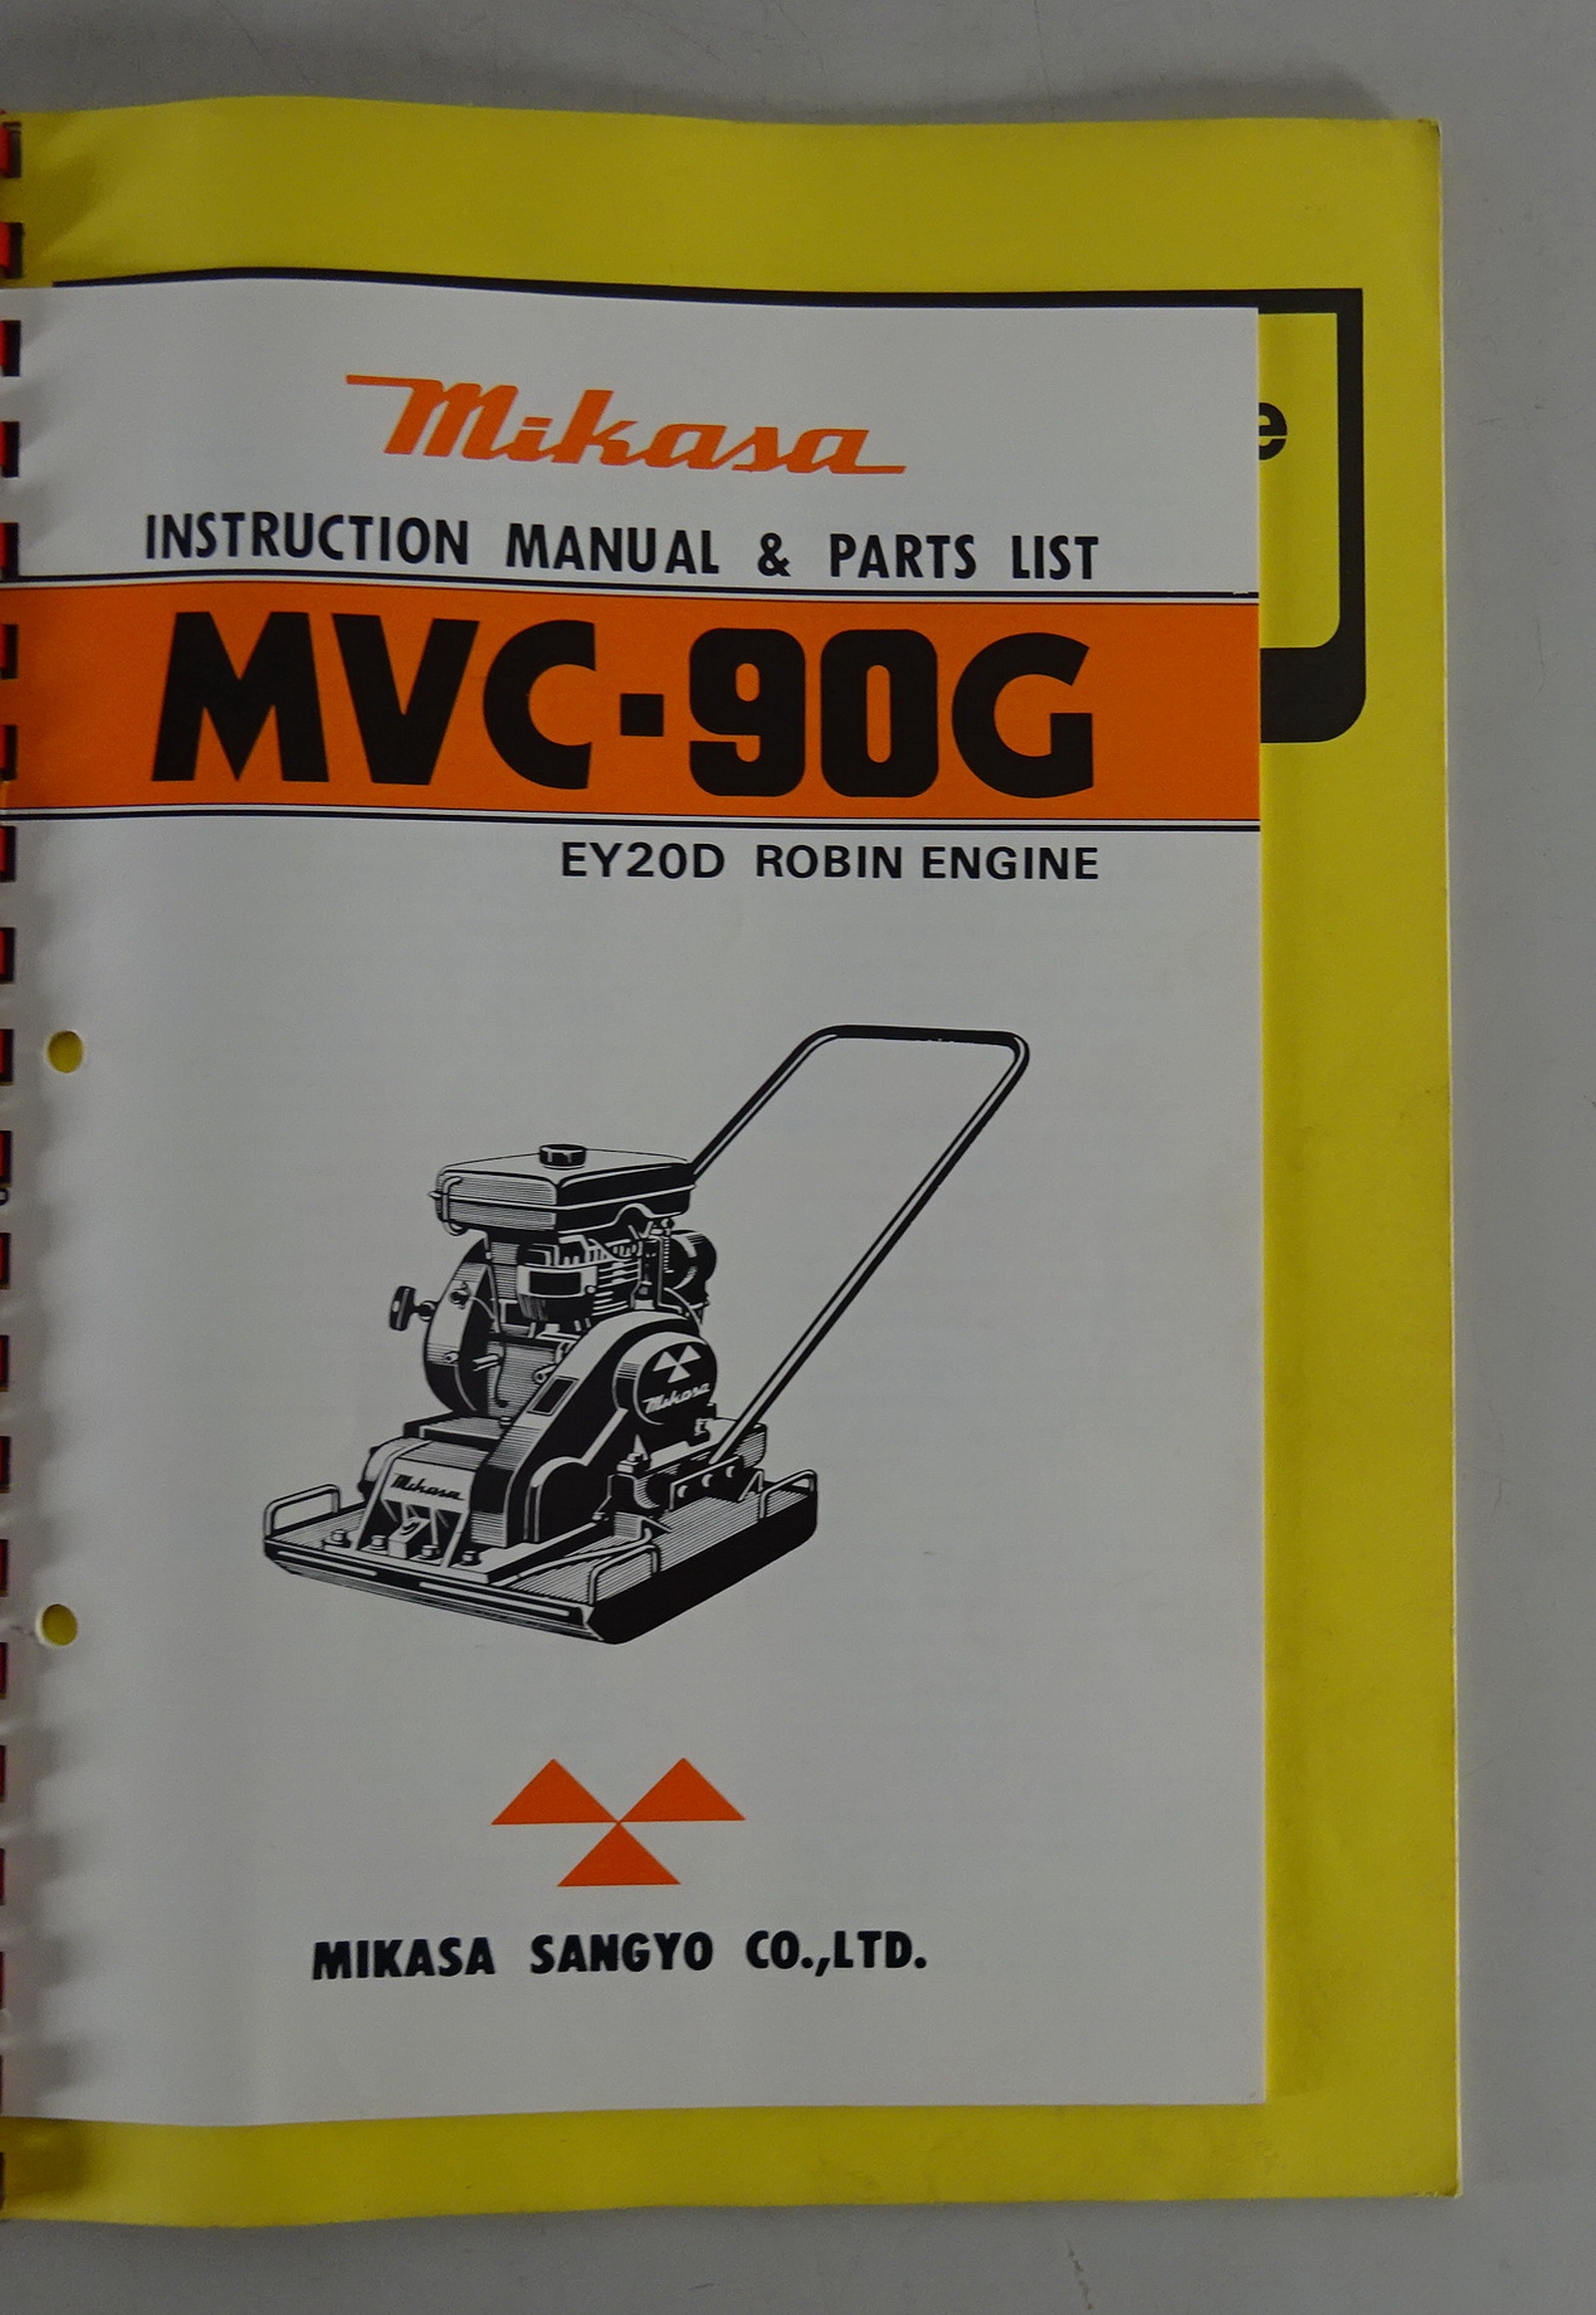 Mikasa
e
INSTRUCTION MANUAL & PARTS LIST
MVC-90G
EY20D ROBIN ENGINE
Mikasa
Mikasa
MIKASA SANGYO CO.,LTD.